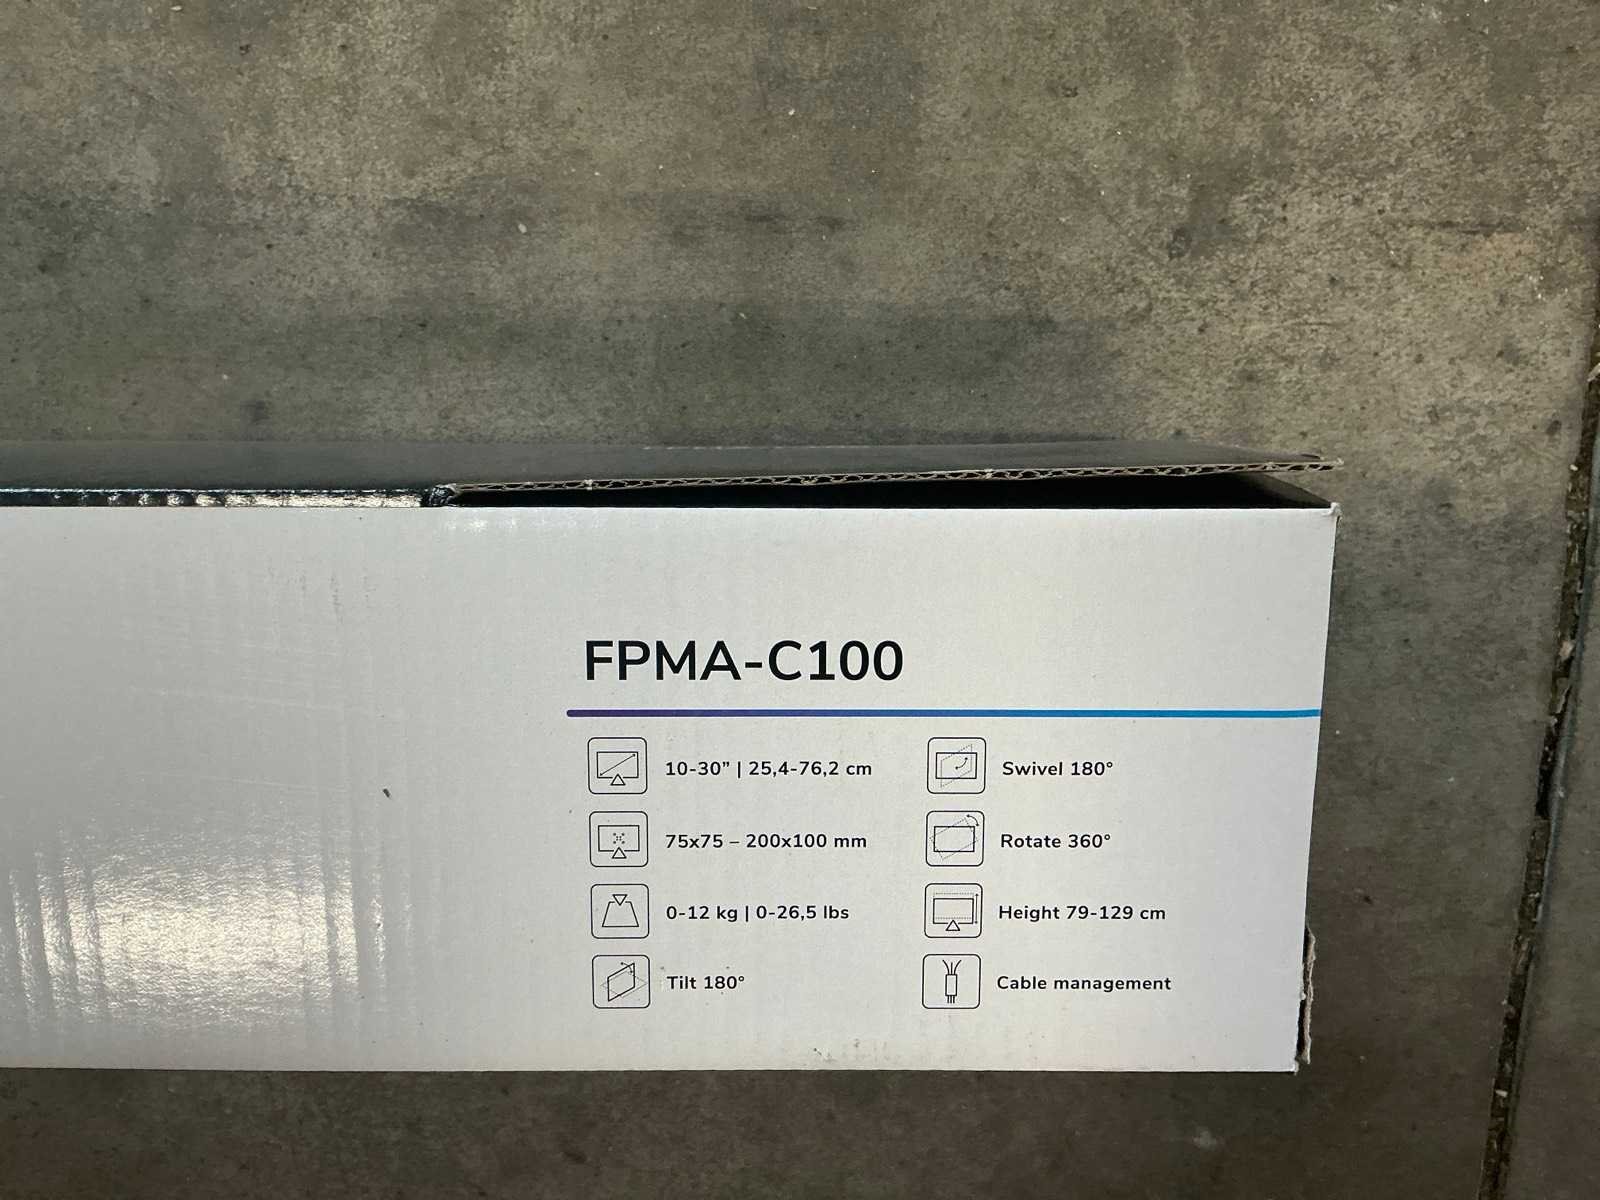 FPMA-C100
10-30” | 25,4-76,2 cm
75x75 – 200x100 mm
0-12 kg | 0-26,5 lbs
Tilt 180°
Swivel 180°
Rotate 360°
Height 79-129 cm
Cable management